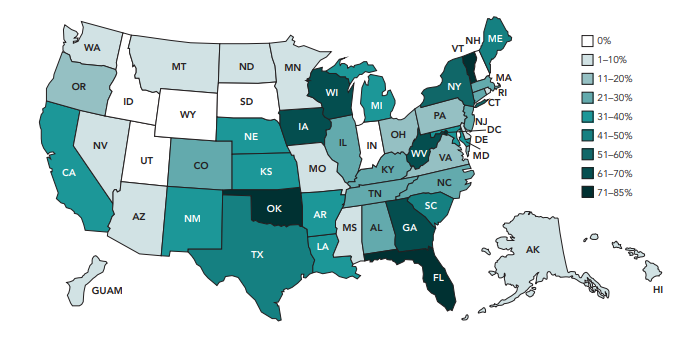 WA
MT
ND
MN
OR
ID
SD
WY
WI
MI
NH
VT
ME
NY
MA
RI
CT
NJ
DC
DE
MD
PA
IA
NE
NV
UT
CO
CA
IL
IN
OH
WV
VA
KS
MO
KY
NC
TN
SC
AZ
NM
OK
AR
TX
LA
MS
AL
GA
FL
GUAM
AK
HI
0%
1–10%
11–20%
21–30%
31–40%
41–50%
51–60%
61–70%
71–85%